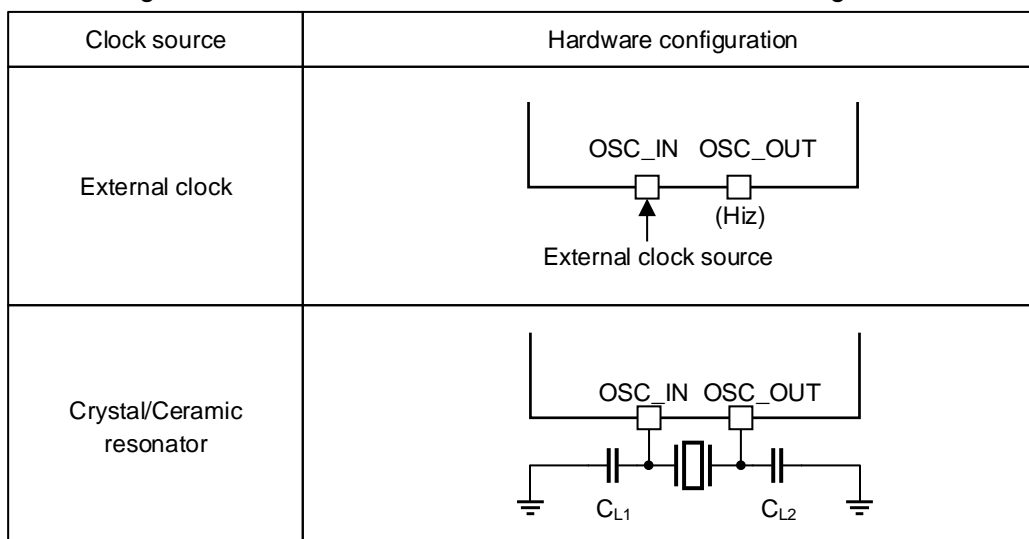 Clock source
Hardware configuration
External clock
OSC_IN OSC_OUT
(Hiz)
External clock source
Crystal/Ceramic
resonator
OSC_IN OSC_OUT
CL1
CL2